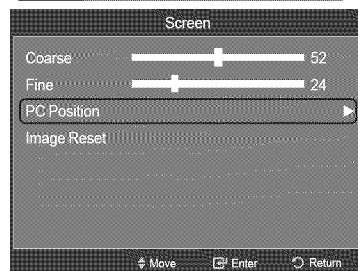 Screen
Coarse 52
Fine 24
PC Position
Image Reset
Move Enter Return